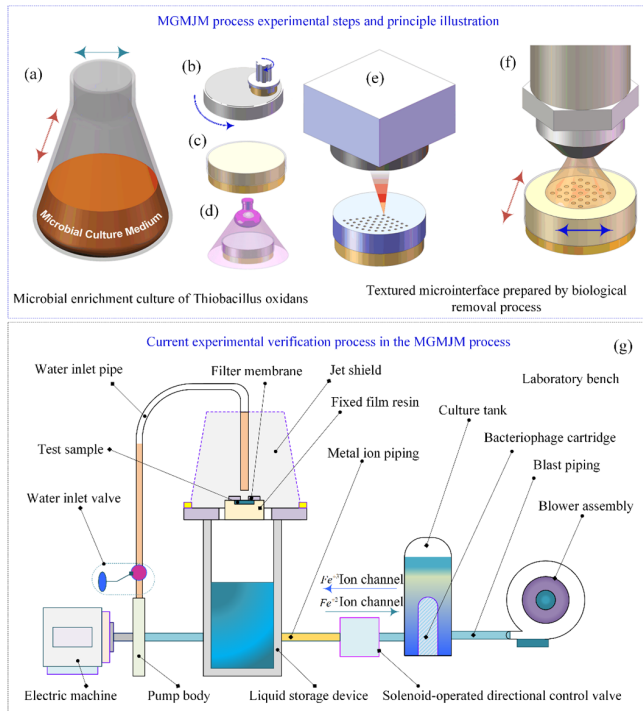 MGMJM process experimental steps and principle illustration
(a)
(b)
(c)
(d)
(e)
(f)
Microbial Culture Medium
Microbial enrichment culture of Thiobacillus oxidans
Textured microinterface prepared by biological
removal process
Current experimental verification process in the MGMJM process
(g)
Water inlet pipe
Filter membrane
Jet shield
Laboratory bench
Fixed film resin
Culture tank
Test sample
Metal ion piping
Bacteriophage cartridge
Blast piping
Water inlet valve
Blower assembly
Fe⁻³Ion channel
Fe⁻²Ion channel
Electric machine
Pump body
Liquid storage device
Solenoid-operated directional control valve